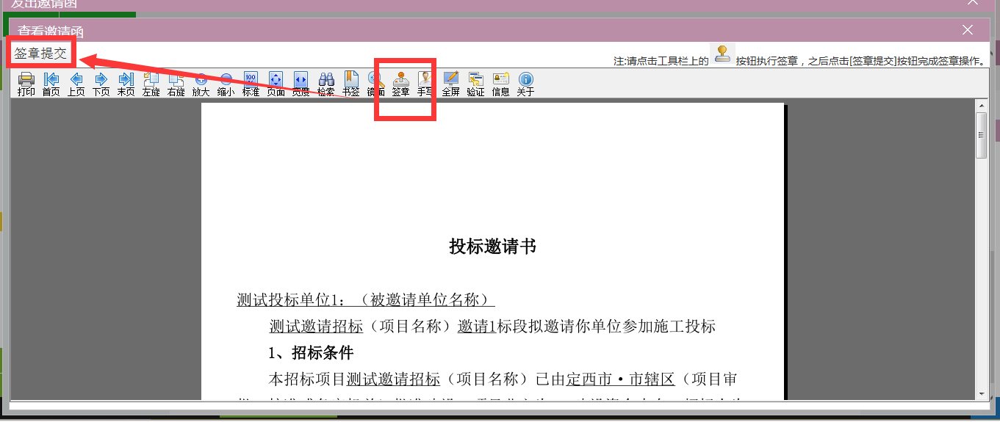 发出邀请函
查看邀请函
签章提交
注:请点击工具栏上的 按钮执行签章，之后点击[签章提交]按钮完成签章操作。
打印 首页 上页 下页 末页 左旋 右旋 放大 缩小 标准 页面 宽度 检索 书签 镜面 签章 手写 全屏 验证 信息 关于
投标邀请书
测试投标单位1：（被邀请单位名称）
测试邀请招标（项目名称）邀请1标段拟邀请你单位参加施工投标
1、招标条件
本招标项目测试邀请招标（项目名称）已由定西市·市辖区（项目审